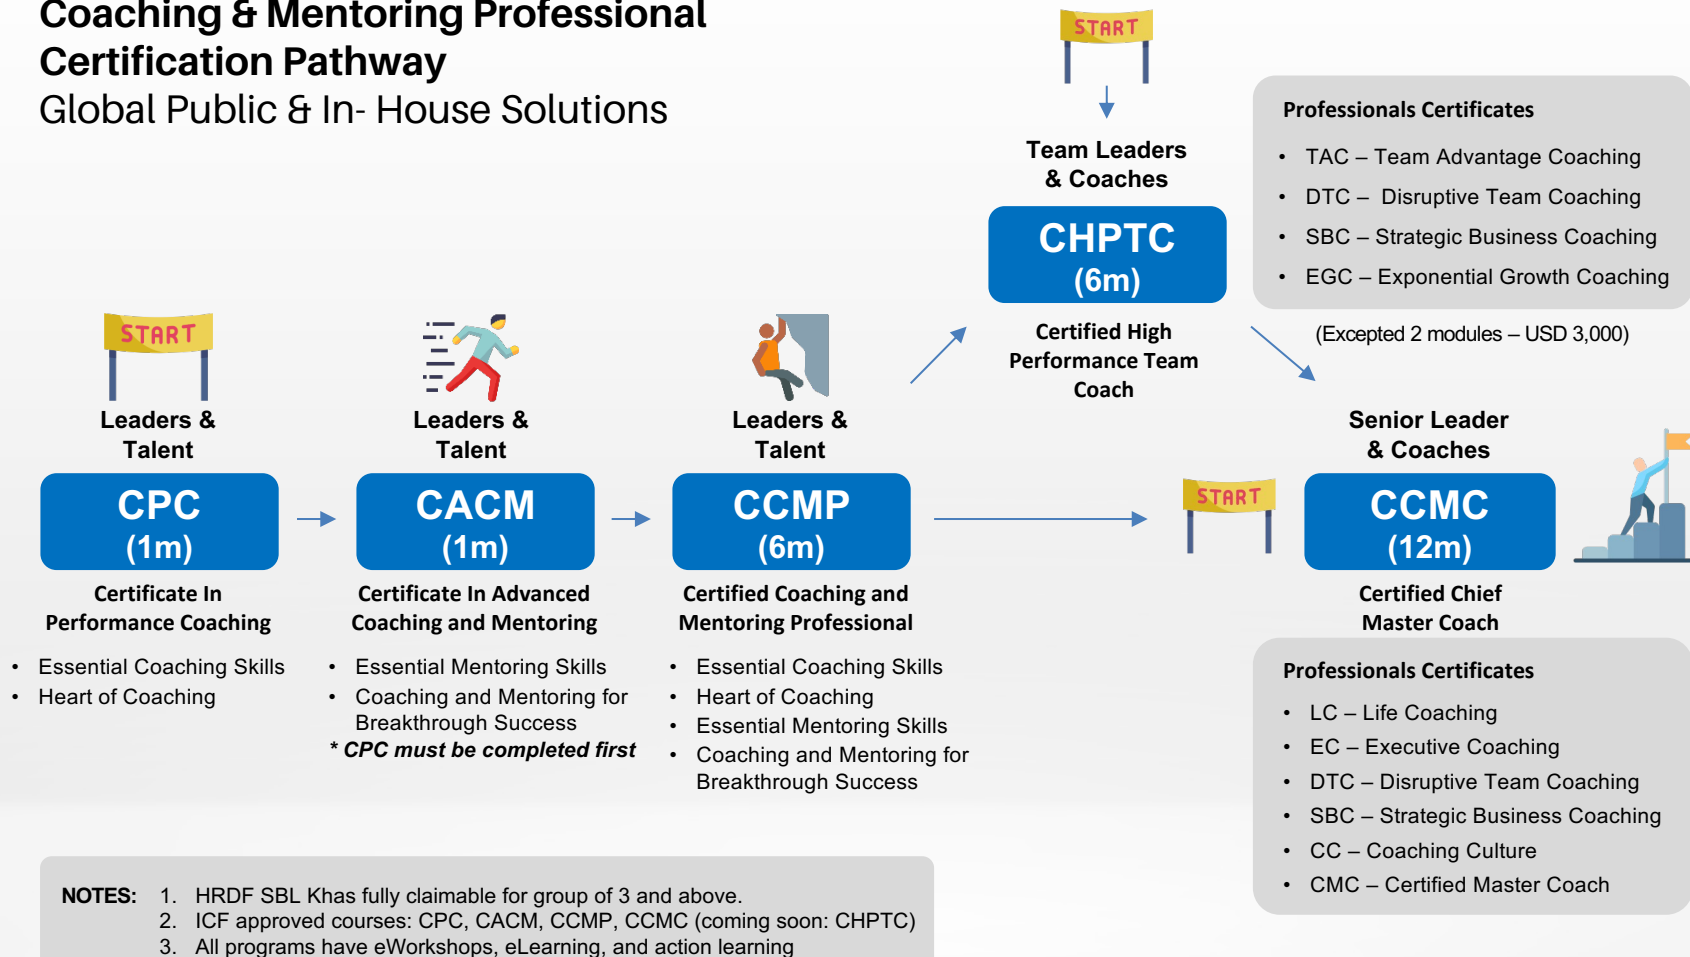 Coaching & Mentoring Professional
Certification Pathway
Global Public & In- House Solutions
START
Team Leaders
& Coaches
CHPTC
(6m)
Certified High
Performance Team
Coach
Professionals Certificates
• TAC – Team Advantage Coaching
• DTC –  Disruptive Team Coaching
• SBC – Strategic Business Coaching
• EGC – Exponential Growth Coaching
(Excepted 2 modules – USD 3,000)
START
Leaders &
Talent
CPC
(1m)
Certificate In
Performance Coaching
• Essential Coaching Skills
• Heart of Coaching
Leaders &
Talent
CACM
(1m)
Certificate In Advanced
Coaching and Mentoring
• Essential Mentoring Skills
• Coaching and Mentoring for
Breakthrough Success
* CPC must be completed first
Leaders &
Talent
CCMP
(6m)
Certified Coaching and
Mentoring Professional
• Essential Coaching Skills
• Heart of Coaching
• Essential Mentoring Skills
• Coaching and Mentoring for
Breakthrough Success
START
Senior Leader
& Coaches
CCMC
(12m)
Certified Chief
Master Coach
Professionals Certificates
• LC – Life Coaching
• EC – Executive Coaching
• DTC – Disruptive Team Coaching
• SBC – Strategic Business Coaching
• CC – Coaching Culture
• CMC – Certified Master Coach
NOTES: 1. HRDF SBL Khas fully claimable for group of 3 and above.
2. ICF approved courses: CPC, CACM, CCMP, CCMC (coming soon: CHPTC)
3. All programs have eWorkshops, eLearning, and action learning